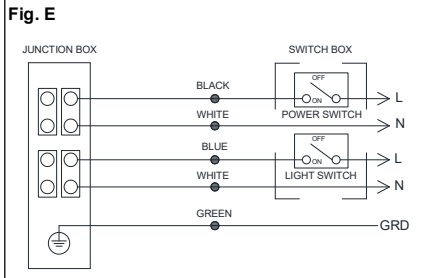 Fig. E
JUNCTION BOX
SWITCH BOX
BLACK
OFF
ON
L
POWER SWITCH
WHITE
N
BLUE
OFF
ON
L
LIGHT SWITCH
WHITE
N
GREEN
GRD